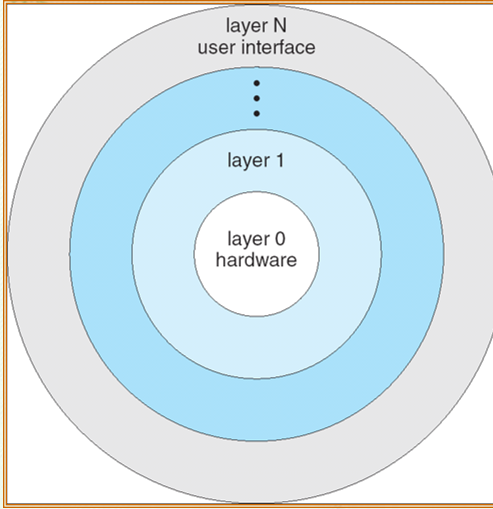 layer N
user interface
layer 1
layer 0
hardware